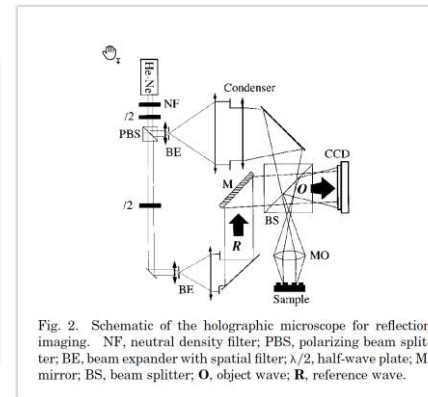 He-Ne
NF
/2
PBS
BE
Condenser
CCD
M
O
BS
/2
R
MO
BE
Sample
Fig. 2. Schematic of the holographic microscope for reflection
imaging. NF, neutral density filter; PBS, polarizing beam split-
ter; BE, beam expander with spatial filter; λ/2, half-wave plate; M
mirror; BS, beam splitter; O, object wave; R, reference wave.